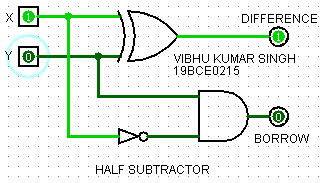 X 1 DIFFERENCE
1
Y 0 VIBHU KUMAR SINGH
19BCE0215
0
BORROW
HALF SUBTRACTOR